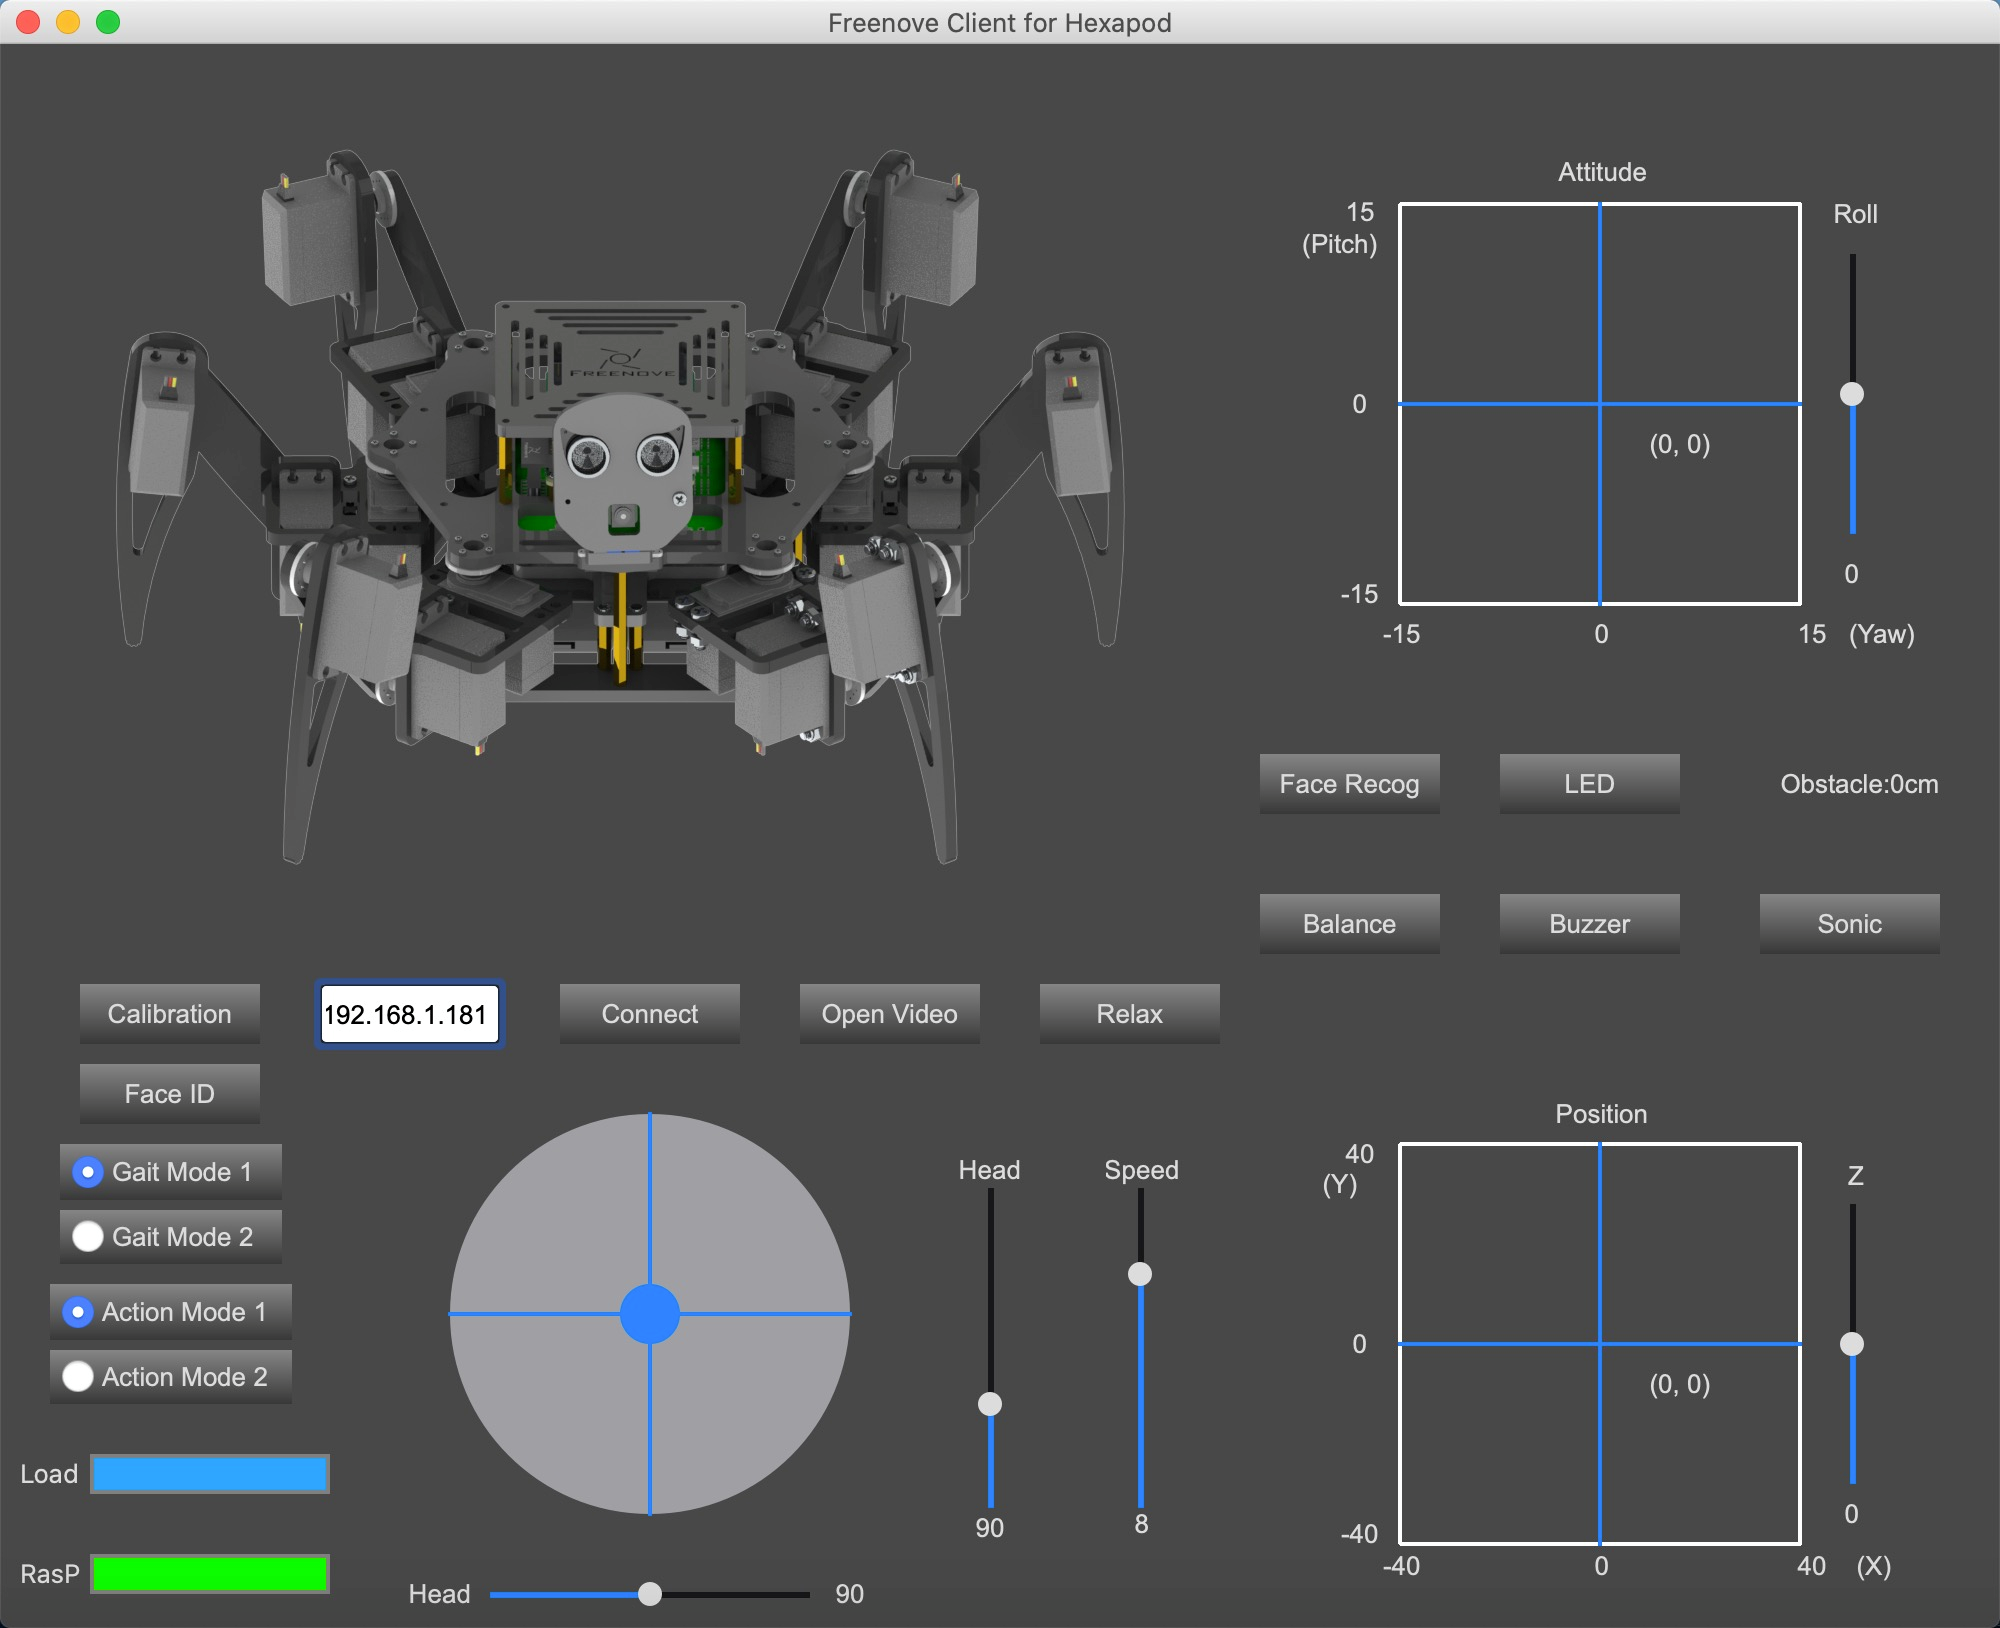 Freenove Client for Hexapod
FREENOVE
Attitude
15
(Pitch)
Roll
0
(0, 0)
-15
0
-15
0
15
(Yaw)
Face Recog
LED
Obstacle:0cm
Balance
Buzzer
Sonic
Calibration
192.168.1.181
Connect
Open Video
Relax
Face ID
Gait Mode 1
Gait Mode 2
Action Mode 1
Action Mode 2
Load
RasP
Head
90
Speed
8
Head
90
Position
40
(Y)
Z
0
(0, 0)
-40
0
-40
0
40
(X)